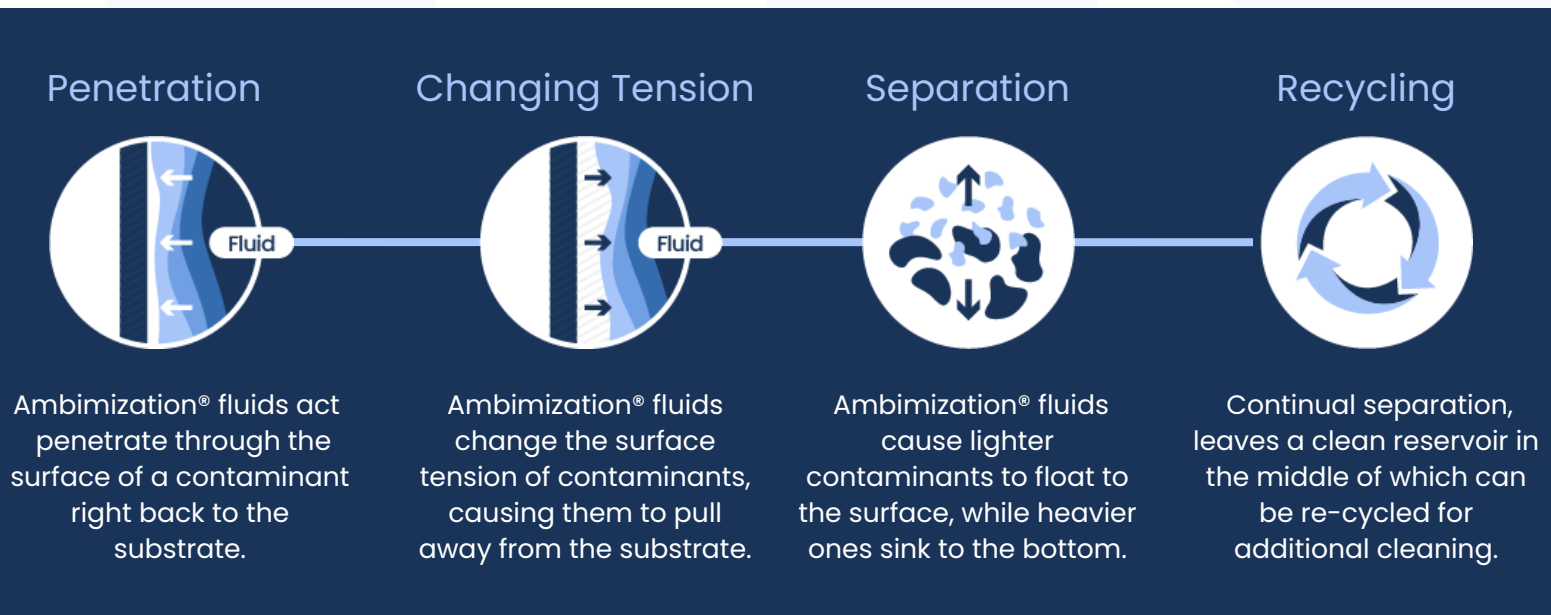 Penetration
Fluid
Ambimization® fluids act
penetrate through the
surface of a contaminant
right back to the
substrate.
Changing Tension
Fluid
Ambimization® fluids
change the surface
tension of contaminants,
causing them to pull
away from the substrate.
Separation
Ambimization® fluids
cause lighter
contaminants to float to
the surface, while heavier
ones sink to the bottom.
Recycling
Continual separation,
leaves a clean reservoir in
the middle of which can
be re-cycled for
additional cleaning.